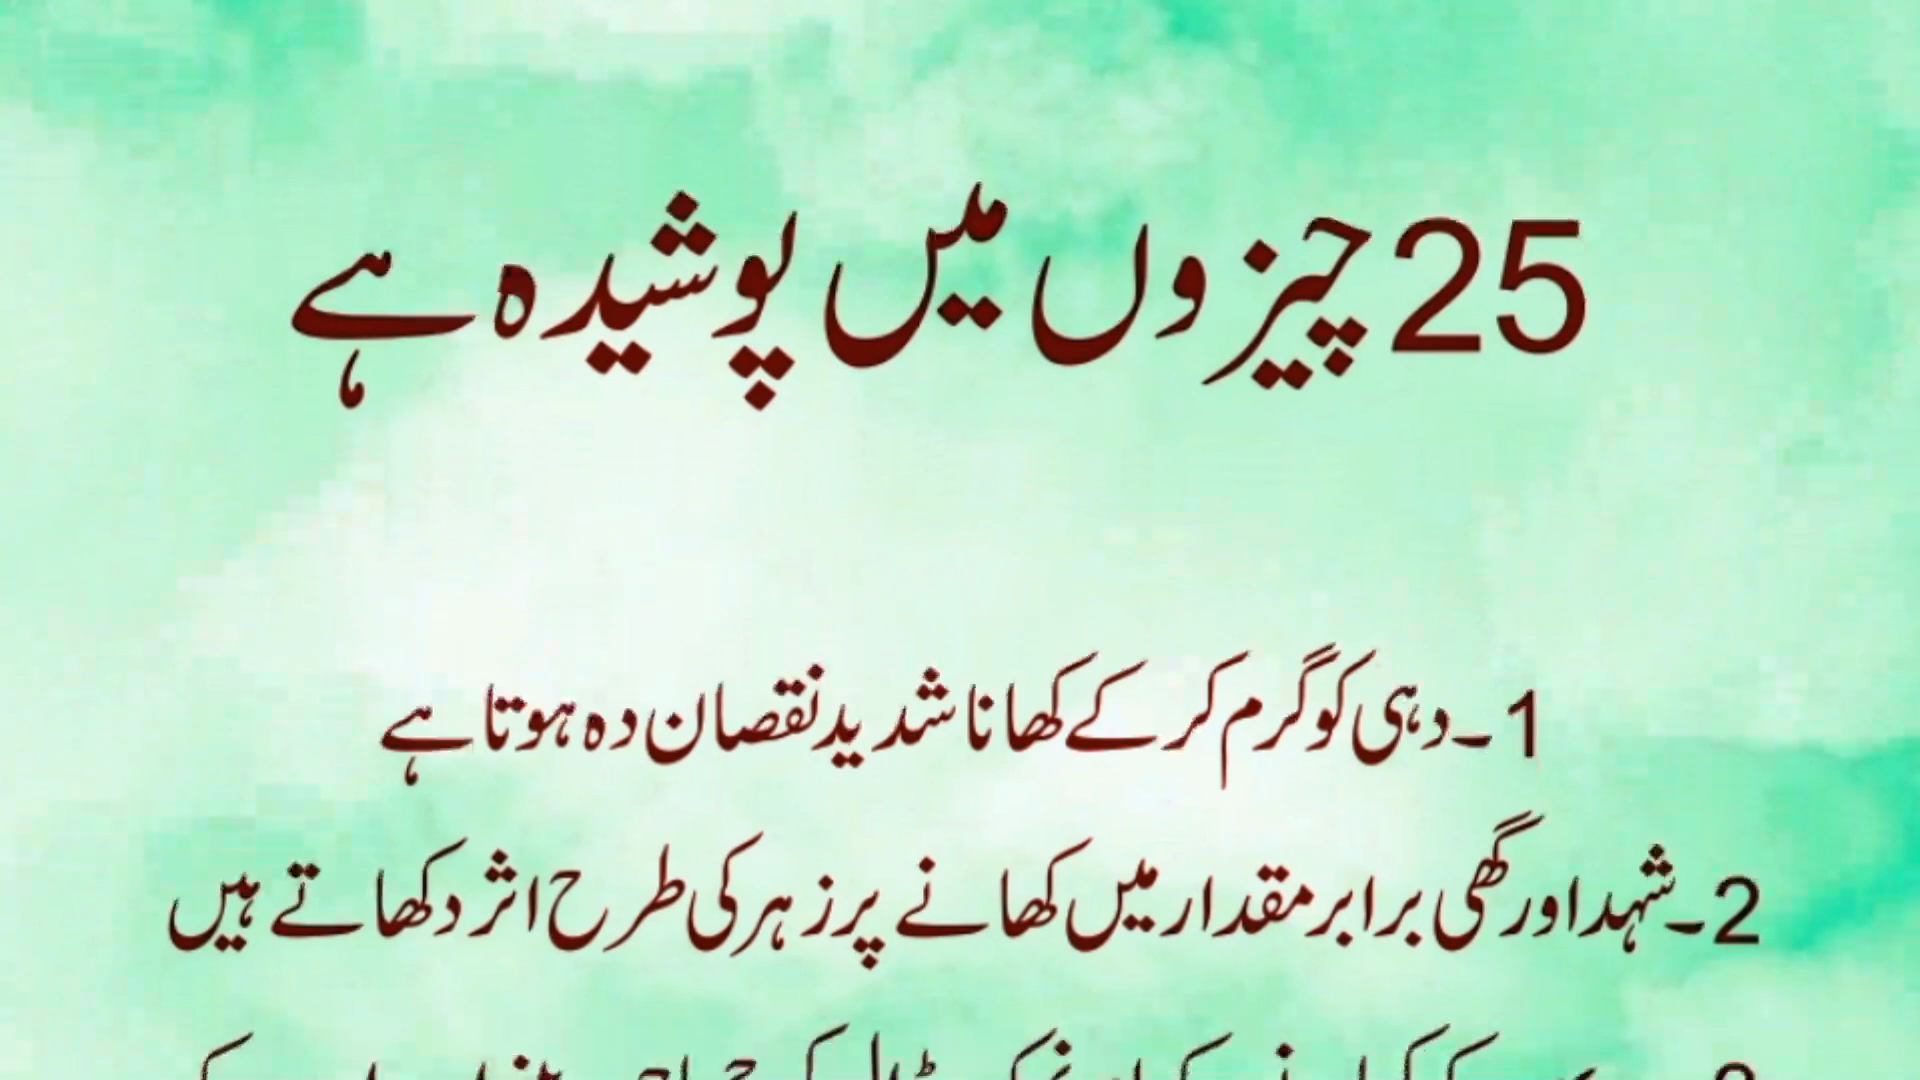 25 چیزوں میں پوشیدہ ہے
1۔ دہی کو گرم کر کے کھانا شدید نقصان دہ ہوتا ہے
2۔ شہد اور گھی برابر مقدار میں کھانے پر زہر کی طرح اثر دکھاتے ہیں